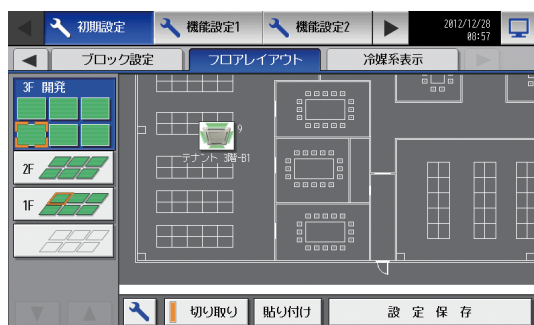 初期設定
機能設定1
機能設定2
2012/12/28
08:57
ブロック設定
フロアレイアウト
冷媒系表示
3F 開発
9
テナント 3階-B1
2F
1F
切り取り
貼り付け
設 定 保 存